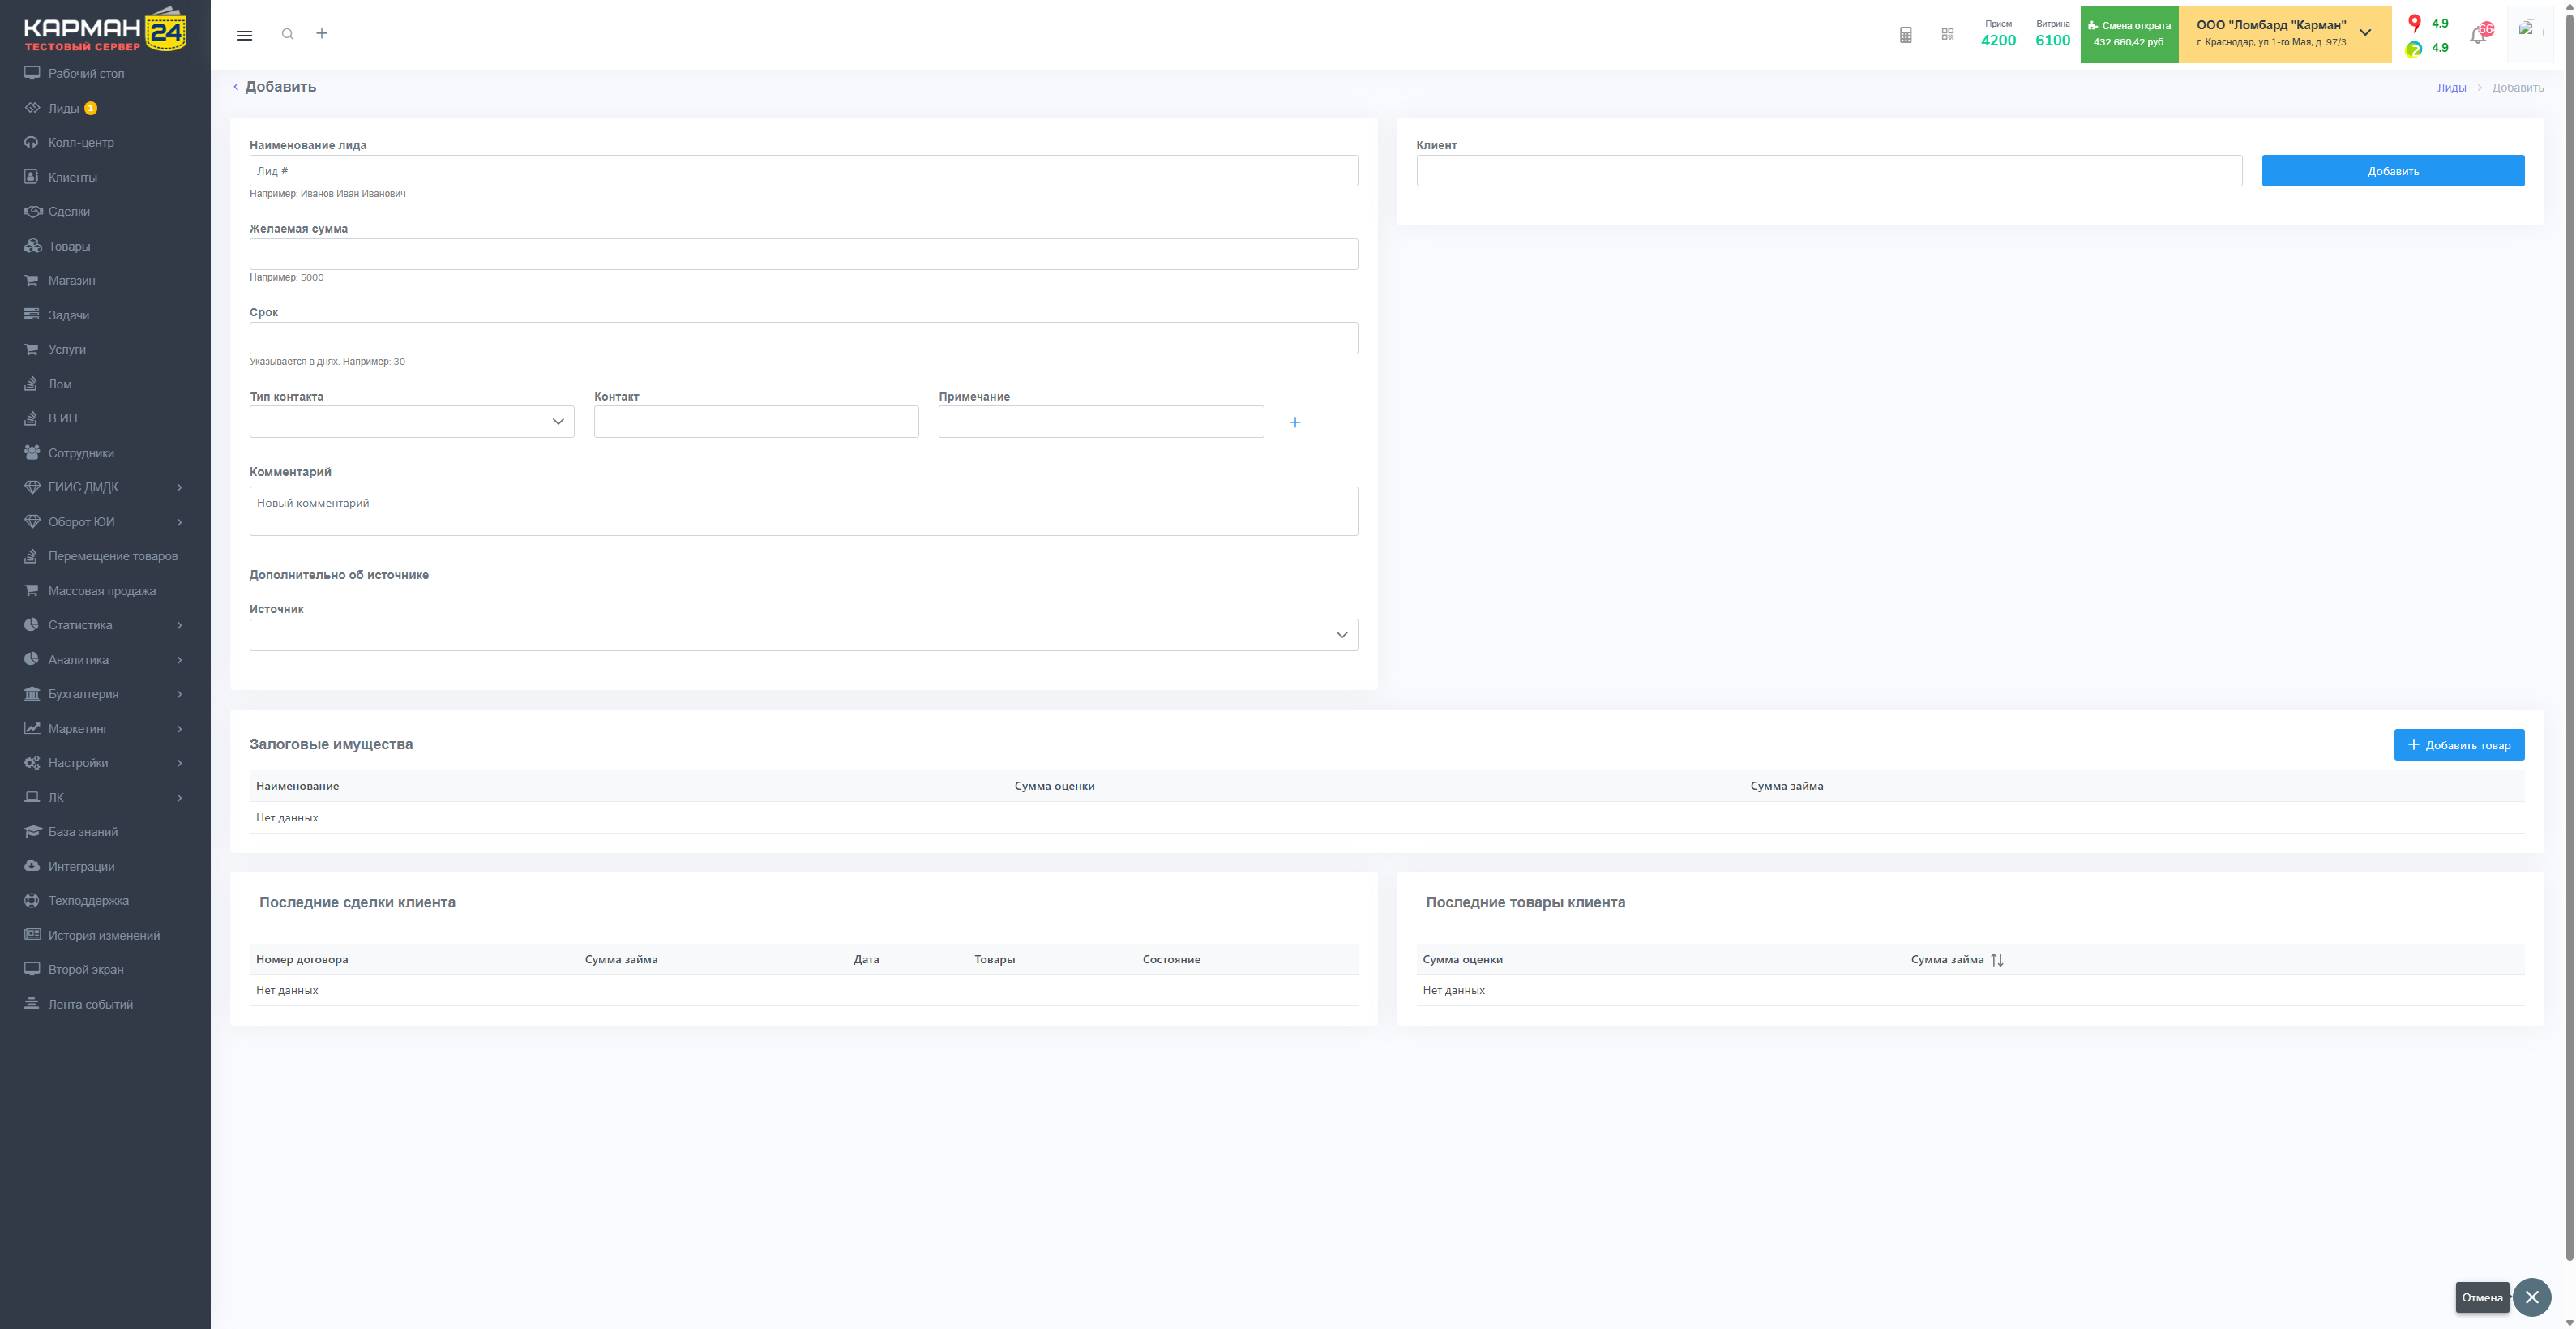 КАРМАН 24
ТЕСТОВЫЙ СЕРВЕР
Рабочий стол
Лиды 1
Колл-центр
Клиенты
Сделки
Товары
Магазин
Задачи
Услуги
Лом
В ИП
Сотрудники
ГИИС ДМДК
Оборот ЮИ
Перемещение товаров
Массовая продажа
Статистика
Аналитика
Бухгалтерия
Маркетинг
Настройки
ЛК
База знаний
Интеграции
Техподдержка
История изменений
Второй экран
Лента событий
Прием
4200
Витрина
6100
Смена открыта
432 660,42 руб.
ООО "Ломбард "Карман"
г. Краснодар, ул.1-го Мая, д. 97/3
4.9
4.9
Добавить
Лиды > Добавить
Наименование лида
Лид #
Например: Иванов Иван Иванович
Желаемая сумма
Например: 5000
Срок
Указывается в днях. Например: 30
Тип контакта Контакт Примечание
Комментарий
Новый комментарий
Дополнительно об источнике
Источник
Клиент
Добавить
Залоговые имущества
Добавить товар
Наименование Сумма оценки Сумма займа
Нет данных
Последние сделки клиента
Номер договора Сумма займа Дата Товары Состояние
Нет данных
Последние товары клиента
Сумма оценки Сумма займа
Нет данных
Отмена